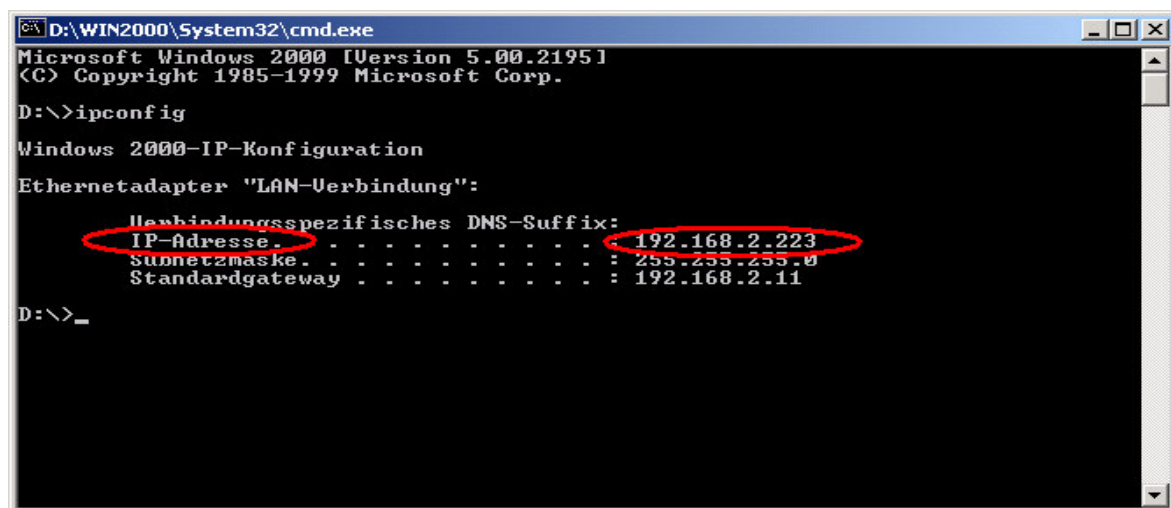 D:\WIN2000\System32\cmd.exe
Microsoft Windows 2000 [Version 5.00.2195]
(C) Copyright 1985-1999 Microsoft Corp.
D:\>ipconfig
Windows 2000-IP-Konfiguration
Ethernetadapter "LAN-Verbindung":
Verbindungsspezifisches DNS-Suffix:
IP-Adresse. . . . . . . . . . . . : 192.168.2.223
Subnetzmaske. . . . . . . . . . . : 255.255.255.0
Standardgateway . . . . . . . . . : 192.168.2.11
D:\>_